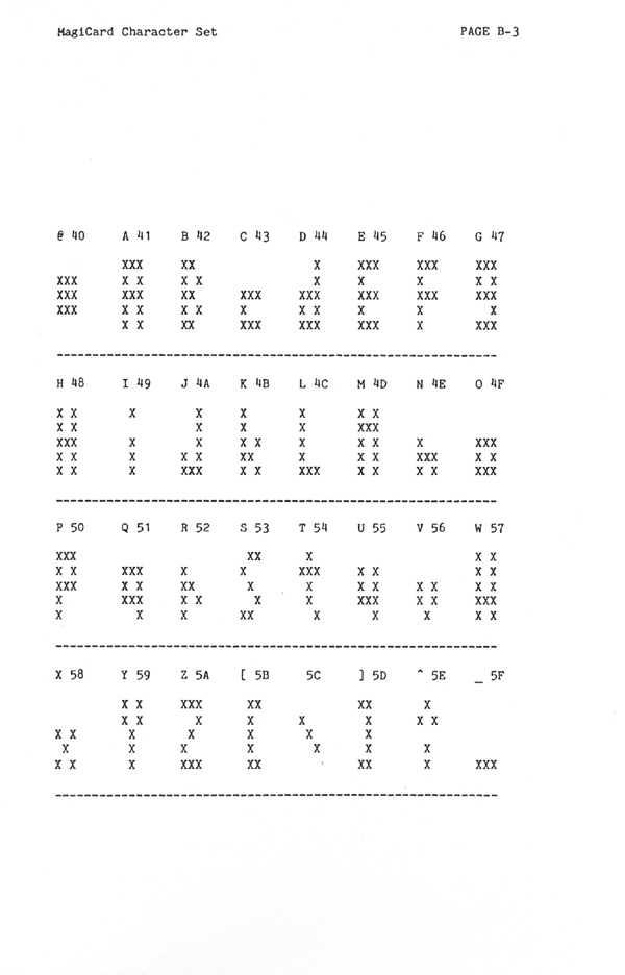 MagiCard Character Set PAGE B-3
@ 40 A 41 B 42 C 43 D 44 E 45 F 46 G 47
    XXX XX X XXX XXX XXX
XXX X X X X X X X X X
XXX XXX XX XXX XXX XXX XXX XXX
XXX X X X X X X X X X X
    X X XX XXX XXX XXX X XXX
--------------------------------------------------------------
H 48 I 49 J 4A K 4B L 4C M 4D N 4E O 4F
X X X X X X X X
X X X X X XXX
XXX X X X X X X X X XXX
X X X X X XX X X X XXX X X
X X X XXX X X XXX X X X X XXX
--------------------------------------------------------------
P 50 Q 51 R 52 S 53 T 54 U 55 V 56 W 57
XXX XX X X X
X X XXX X X XXX X X X X
XXX X X XX X X X X X X X X
X XXX X X X X XXX X X XXX
X X X XX X X X X X
--------------------------------------------------------------
X 58 Y 59 Z 5A [ 5B 5C ] 5D ^ 5E _ 5F
X X XXX XX XX X
X X X X X X X X
X X X X X X X
X X X X X X X
X X X XXX XX XX X XXX
--------------------------------------------------------------